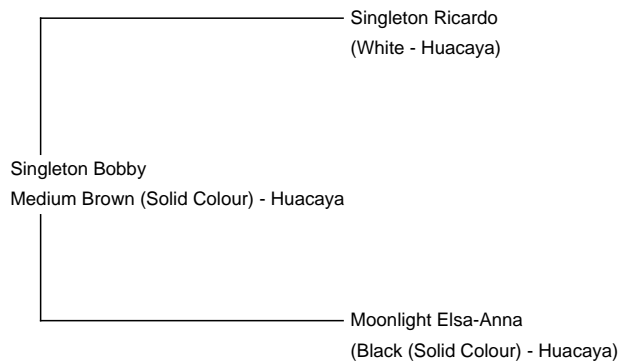 Singleton Ricardo
(White - Huacaya)
Singleton Bobby
Medium Brown (Solid Colour) - Huacaya
Moonlight Elsa-Anna
(Black (Solid Colour) - Huacaya)